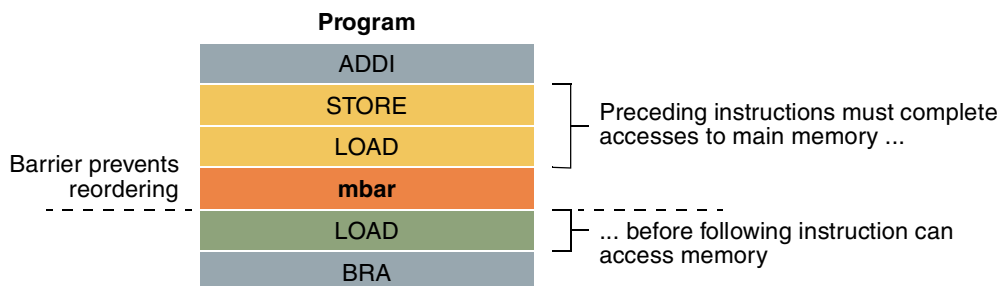 Program
ADDI
STORE
LOAD
Preceding instructions must complete
accesses to main memory ...
Barrier prevents
reordering
mbar
LOAD
... before following instruction can
access memory
BRA